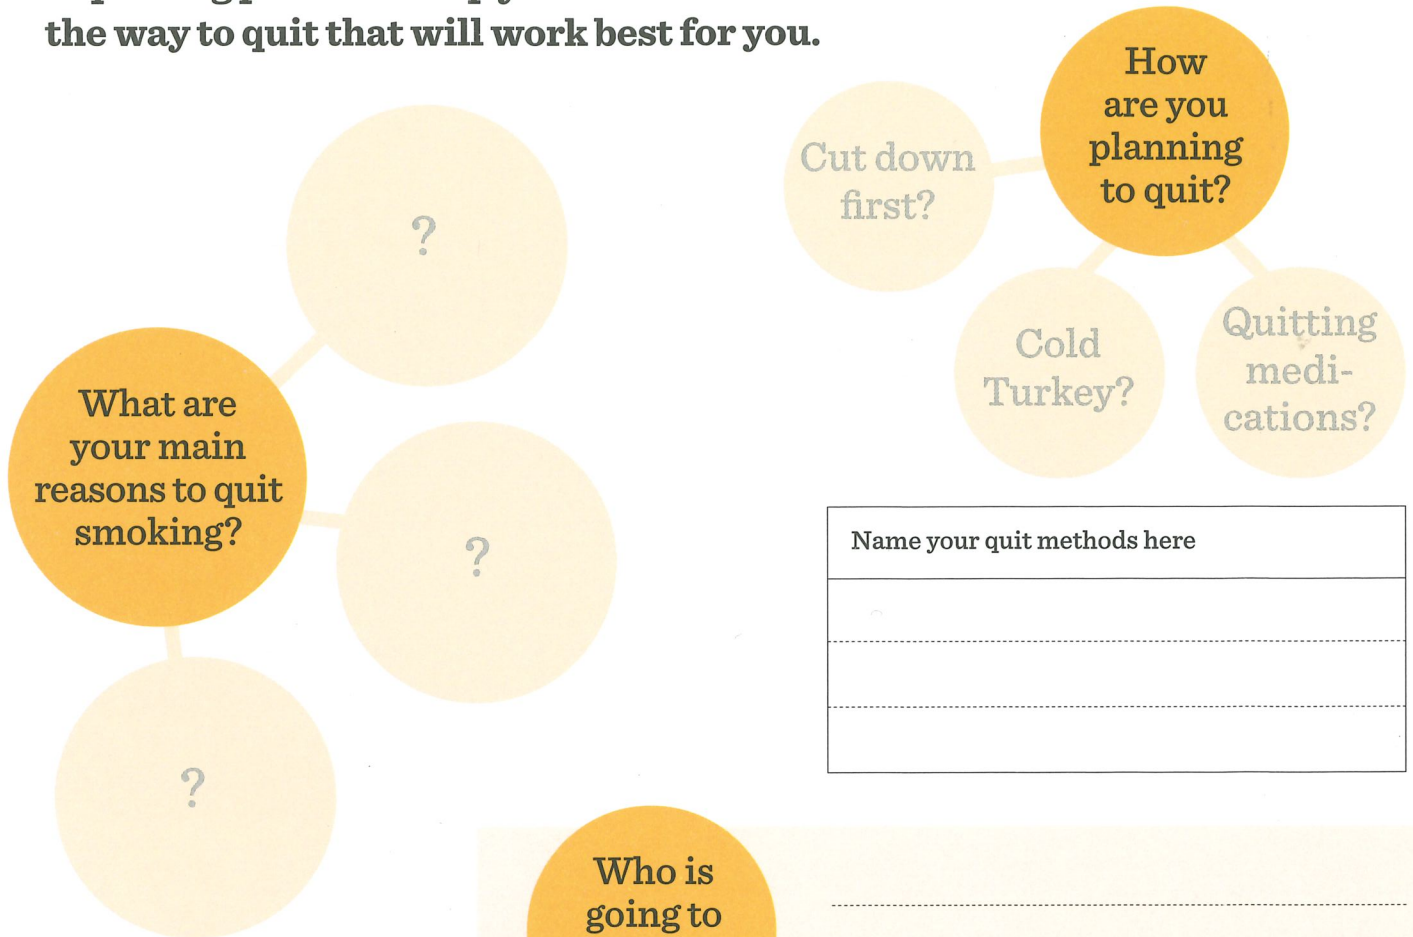 the way to quit that will work best for you.
How
are you
planning
to quit?
Cut down
first?
Cold
Turkey?
Quitting
medi-
cations?
?
What are
your main
reasons to quit
smoking?
?
?
Name your quit methods here
Who is
going to